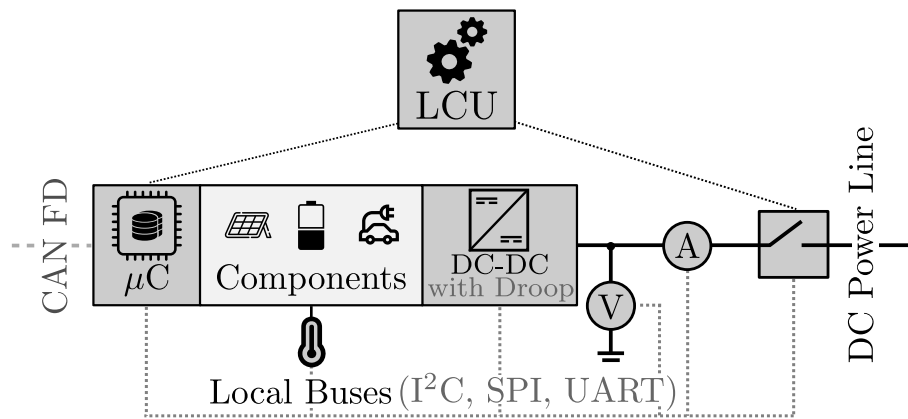 LCU
CAN FD
μC
Components
DC-DC
with Droop
A
V
DC Power Line
Local Buses (I²C, SPI, UART)